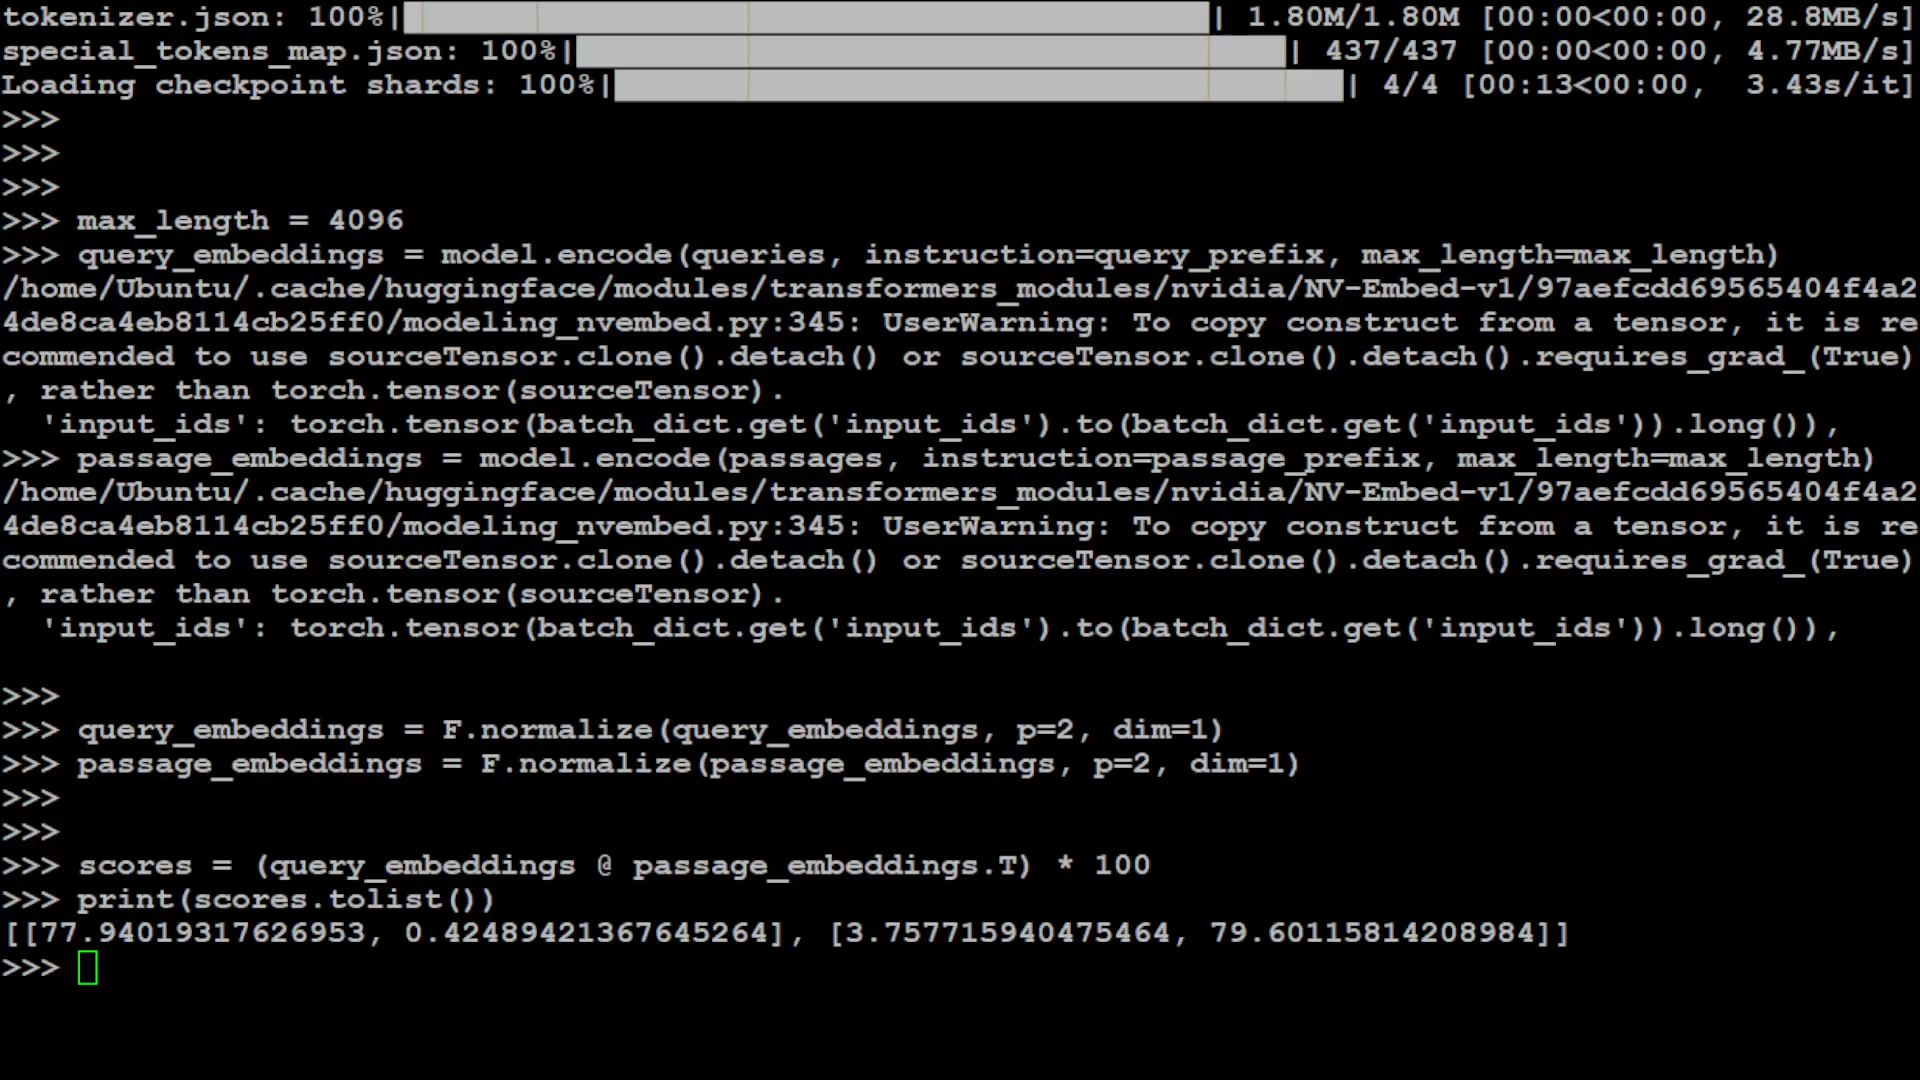 tokenizer.json: 100%| | 1.80M/1.80M [00:00<00:00, 28.8MB/s]
special_tokens_map.json: 100%| | 437/437 [00:00<00:00, 4.77MB/s]
Loading checkpoint shards: 100%| | 4/4 [00:13<00:00,  3.43s/it]
>>>
>>>
>>>
>>> max_length = 4096
>>> query_embeddings = model.encode(queries, instruction=query_prefix, max_length=max_length)
/home/Ubuntu/.cache/huggingface/modules/transformers_modules/nvidia/NV-Embed-v1/97aefcdd69565404f4a2
4de8ca4eb8114cb25ff0/modeling_nvembed.py:345: UserWarning: To copy construct from a tensor, it is re
commended to use sourceTensor.clone().detach() or sourceTensor.clone().detach().requires_grad_(True)
, rather than torch.tensor(sourceTensor).
  'input_ids': torch.tensor(batch_dict.get('input_ids').to(batch_dict.get('input_ids')).long()),
>>> passage_embeddings = model.encode(passages, instruction=passage_prefix, max_length=max_length)
/home/Ubuntu/.cache/huggingface/modules/transformers_modules/nvidia/NV-Embed-v1/97aefcdd69565404f4a2
4de8ca4eb8114cb25ff0/modeling_nvembed.py:345: UserWarning: To copy construct from a tensor, it is re
commended to use sourceTensor.clone().detach() or sourceTensor.clone().detach().requires_grad_(True)
, rather than torch.tensor(sourceTensor).
  'input_ids': torch.tensor(batch_dict.get('input_ids').to(batch_dict.get('input_ids')).long()),
>>>
>>> query_embeddings = F.normalize(query_embeddings, p=2, dim=1)
>>> passage_embeddings = F.normalize(passage_embeddings, p=2, dim=1)
>>>
>>>
>>> scores = (query_embeddings @ passage_embeddings.T) * 100
>>> print(scores.tolist())
[[77.94019317626953, 0.42489421367645264], [3.757715940475464, 79.60115814208984]]
>>>